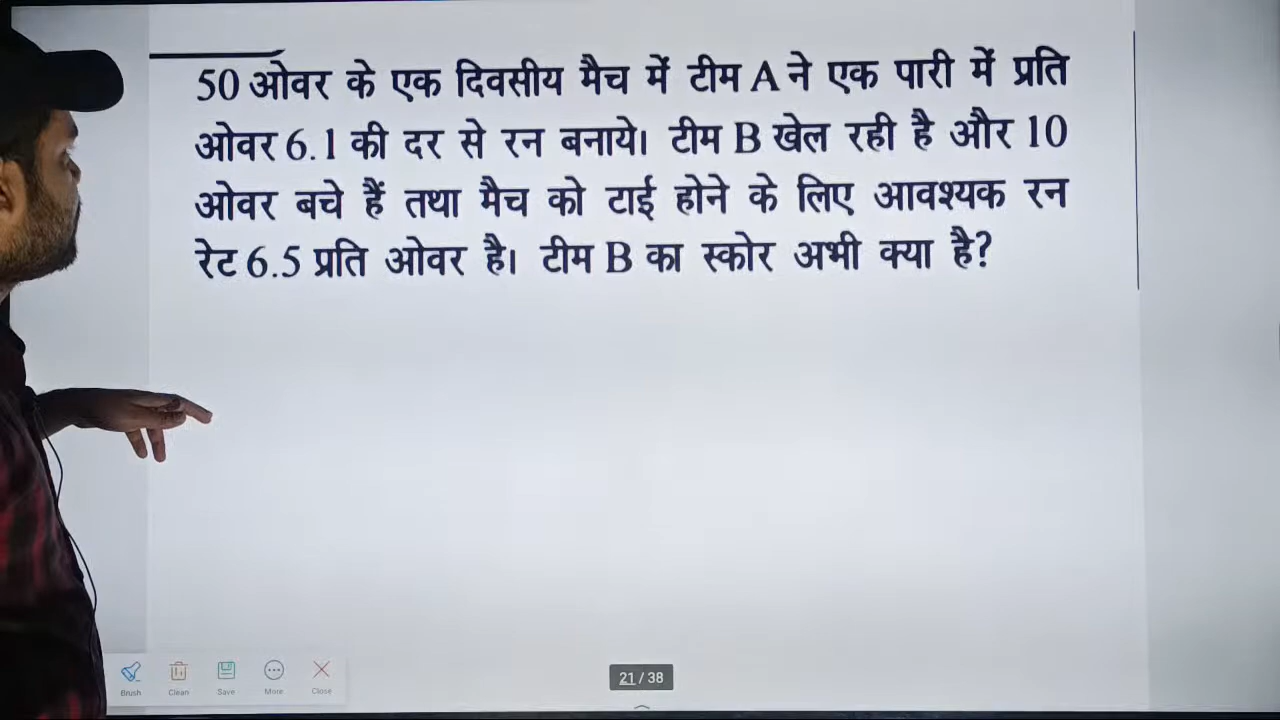 50 ओवर के एक दिवसीय मैच में टीम A ने एक पारी में प्रति
ओवर 6.1 की दर से रन बनाये। टीम B खेल रही है और 10
ओवर बचे हैं तथा मैच को टाई होने के लिए आवश्यक रन
रेट 6.5 प्रति ओवर है। टीम B का स्कोर अभी क्या है?
Brush Clean Save More Close
21 / 38